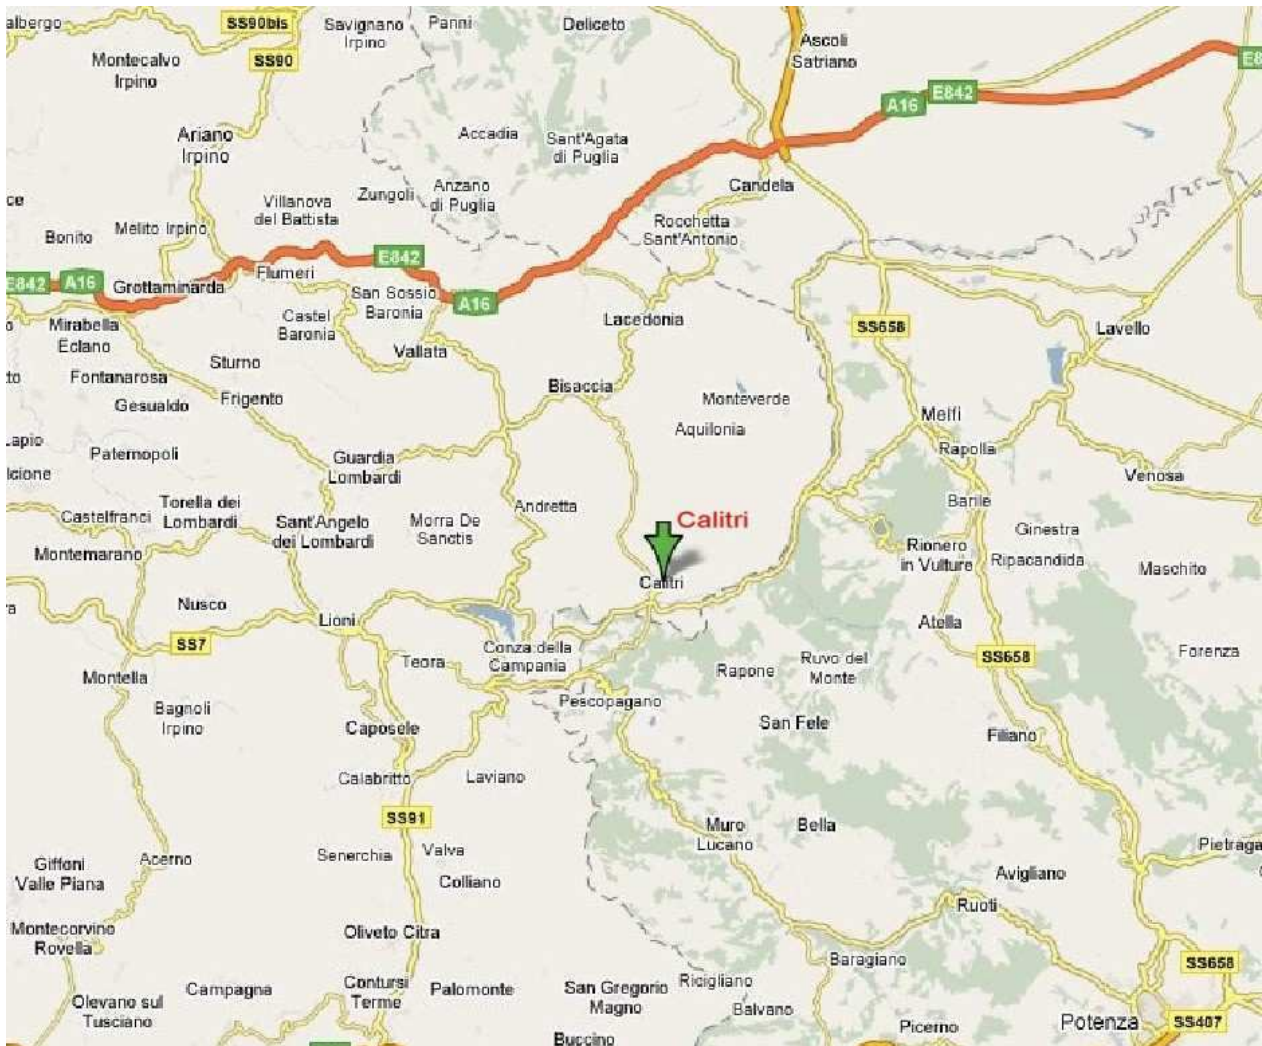 albergo
SS90bis
Savignano
Irpino
Panni
Deliceto
Ascoli
Satriano
Montecalvo
Irpino
SS90
E842
A16
Ariano
Irpino
Accadia
Sant'Agata
di Puglia
Candela
Villanova
del Battista
Zungoli
Anzano
di Puglia
Rocchetta
Sant'Antonio
Bonito
Melito Irpino
E842
E842
A16
Grottaminarda
Flumeri
San Sossio
Baronia
A16
Mirabella
Eclano
Castel
Baronia
Lacedonia
SS658
Lavello
Vallata
Sturno
Fontanarosa
Gesualdo
Frigento
Bisaccia
Monteverde
Aquilonia
Melfi
Rapolla
Lapio
Paternopoli
Guardia
Lombardi
Venosa
Castelfranci
Torella dei
Lombardi
Sant'Angelo
dei Lombardi
Morra De
Sanctis
Andretta
Calitri
Barile
Ginestra
Rionero
in Vulture
Ripacandida
Maschito
Montemarano
Calitri
Nusco
Lioni
SS7
Atella
Conza della
Campania
Teora
Rapone
Ruvo del
Monte
SS658
Forenza
Montella
Bagnoli
Irpino
Pescopagano
San Fele
Filiano
Caposele
Calabritto
Laviano
SS91
Muro
Lucano
Bella
Senerchia
Valva
Colliano
Pietraga
Giffoni
Valle Piana
Acerno
Avigliano
Ruoti
Montecorvino
Rovella
Oliveto Citra
Baragiano
SS658
Campagna
Contursi
Terme
Palomonte
San Gregorio
Magno
Ricigliano
Balvano
Olevano sul
Tusciano
Buccino
Picerno
Potenza
SS407